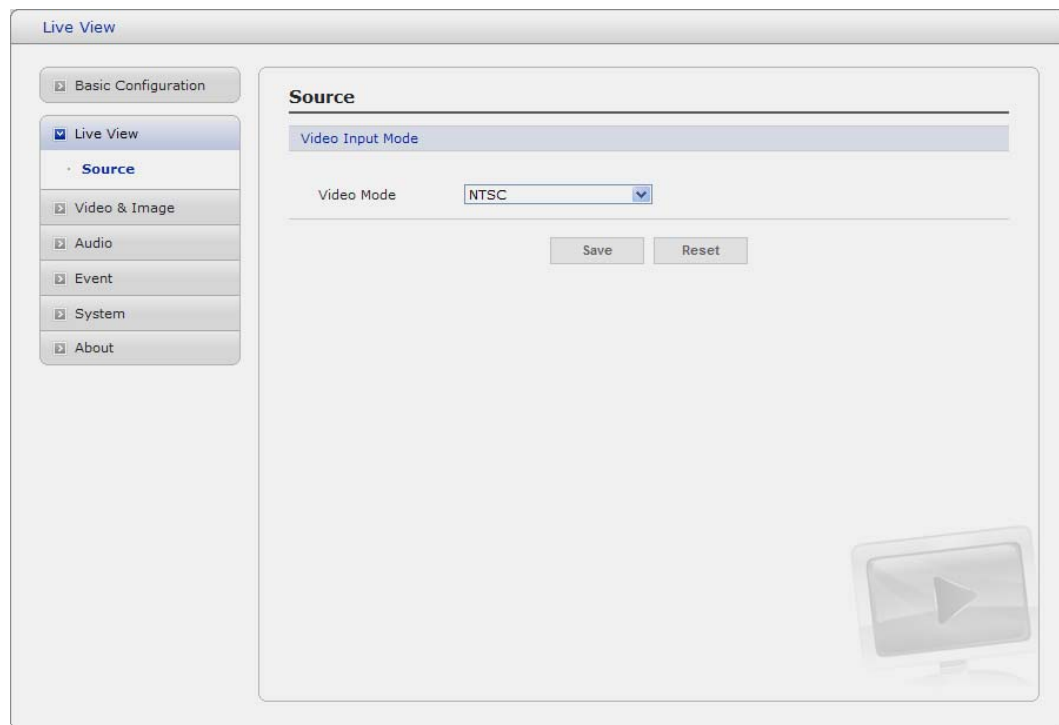 Live View
Basic Configuration
Live View
· Source
Video & Image
Audio
Event
System
About
Source
Video Input Mode
Video Mode NTSC
Save Reset